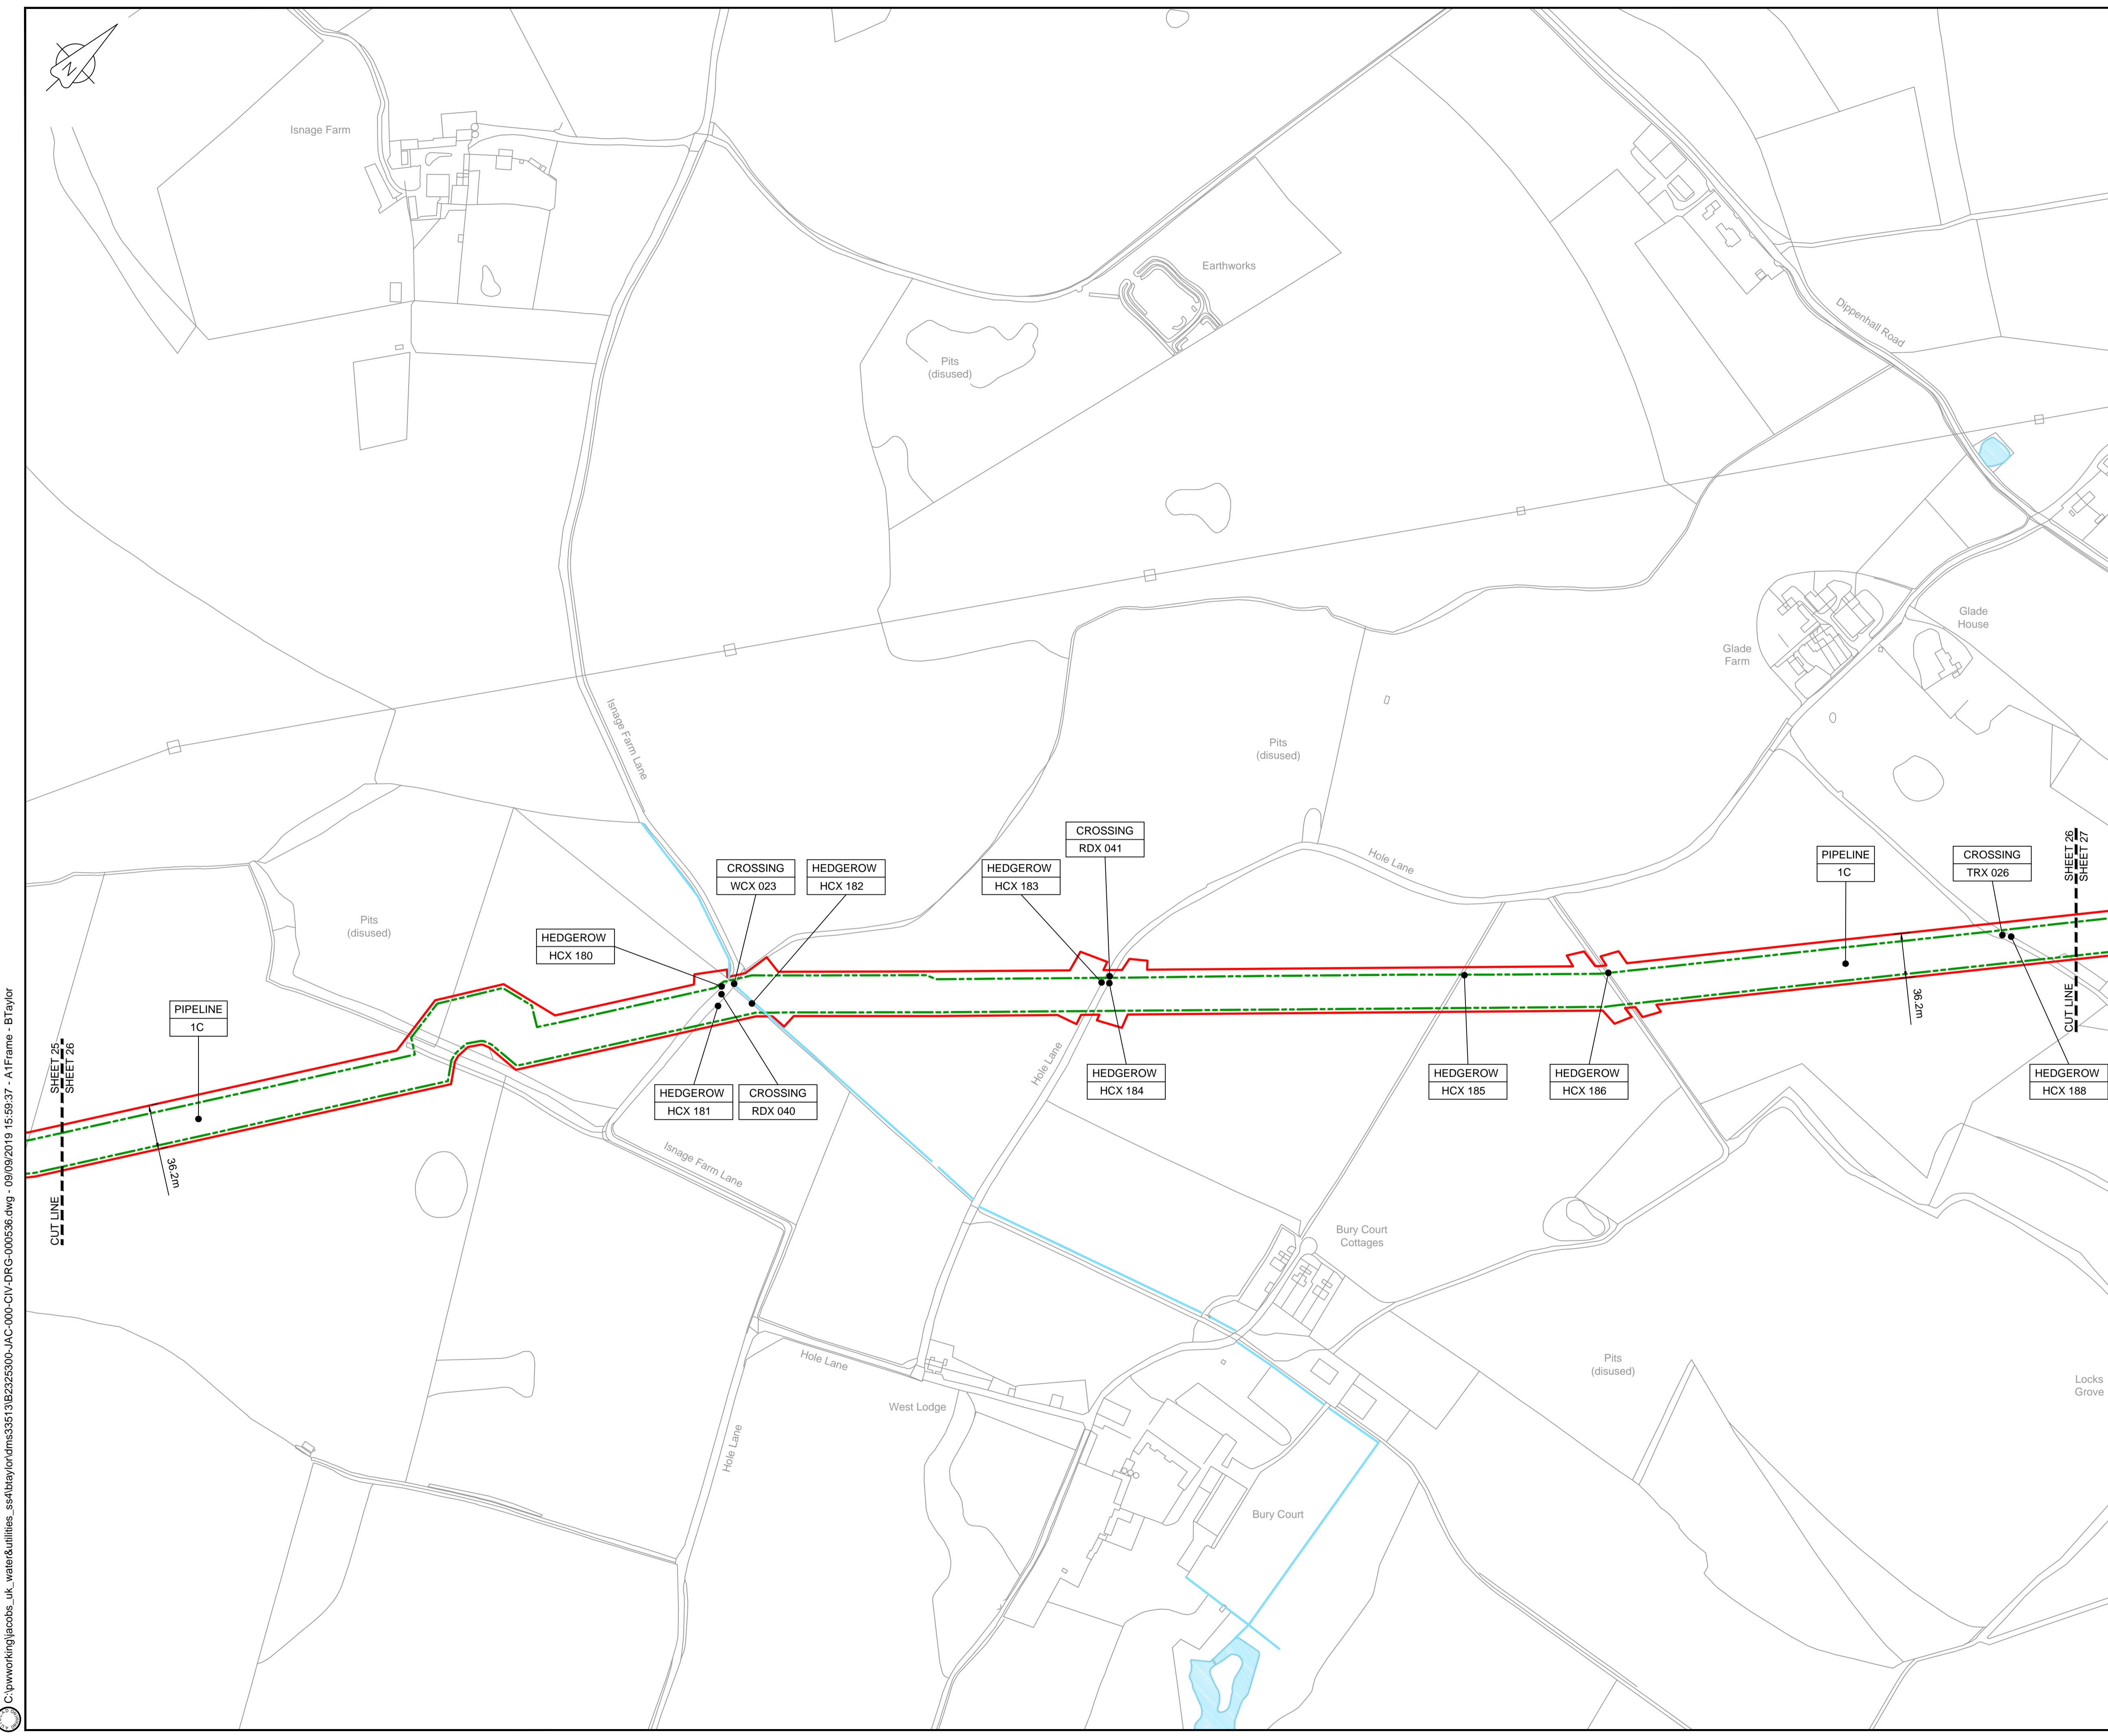 N
Isnage Farm
Earthworks
Pits
(disused)
Dippenhall Road
Glade
House
Glade
Farm
Isnage Farm Lane
Pits
(disused)
CROSSING
RDX 041
Hole Lane
PIPELINE
1C
CROSSING
TRX 026
SHEET 26
SHEET 27
CROSSING
WCX 023
HEDGEROW
HCX 182
HEDGEROW
HCX 183
Pits
(disused)
HEDGEROW
HCX 180
PIPELINE
1C
36.2m
CUT LINE
SHEET 25
SHEET 26
Hole Lane
HEDGEROW
HCX 184
HEDGEROW
HCX 185
HEDGEROW
HCX 186
HEDGEROW
HCX 188
HEDGEROW
HCX 181
CROSSING
RDX 040
Isnage Farm Lane
36.2m
CUT LINE
Bury Court
Cottages
Hole Lane
Pits
(disused)
Locks
Grove
West Lodge
Hole Lane
Bury Court
C:\pwworking\jacobs_uk_water&utilities_ss4\btaylor\dms33513\B2325300-JAC-000-CIV-DRG-000536.dwg - 09/09/2019 15:59:37 - A1Frame - BTaylor